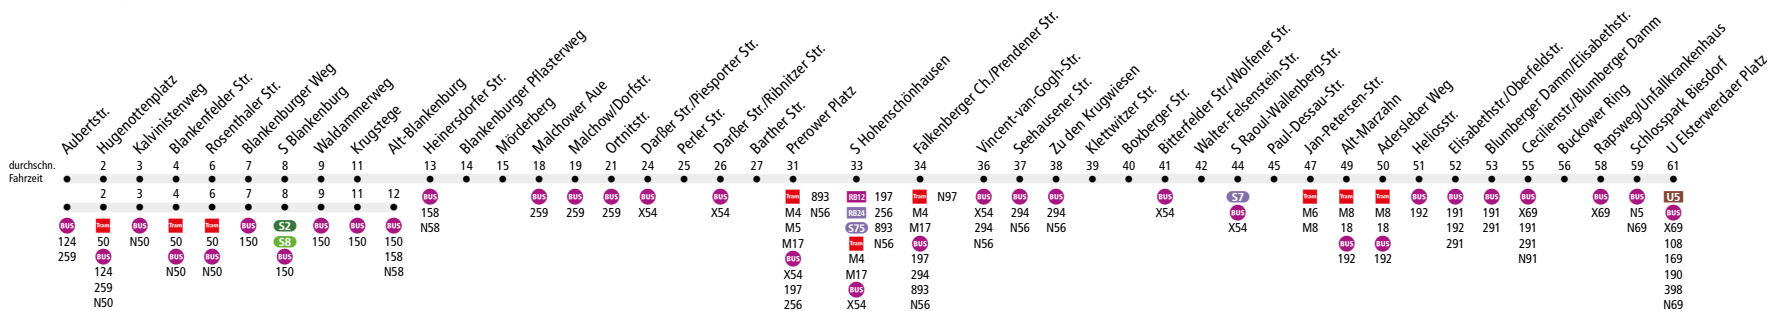 Aubertstr.
Hugenottenplatz
Kalvinistenweg
Blankenfelder Str.
Rosenthaler Str.
Blankenburger Weg
S Blankenburg
Waldammerweg
Krugstege
Alt-Blankenburg
Heinersdorfer Str.
Blankenburger Pflasterweg
Mörderberg
Malchower Aue
Malchow/Dorfstr.
Ortnitstr.
Darßer Str./Piesporter Str.
Perler Str.
Darßer Str./Ribnitzer Str.
Barther Str.
Prerower Platz
S Hohenschönhausen
Falkenberger Ch./Prendener Str.
Vincent-van-Gogh-Str.
Seehausener Str.
Zu den Krugwiesen
Klettwitzer Str.
Boxberger Str.
Bitterfelder Str./Wolfener Str.
Walter-Felsenstein-Str.
S Raoul-Wallenberg-Str.
Paul-Dessau-Str.
Jan-Petersen-Str.
Alt-Marzahn
Adersleber Weg
Heliosstr.
Elisabethstr./Oberfeldstr.
Blumberger Damm/Elisabethstr.
Cecilienstr./Blumberger Damm
Buckower Ring
Rapsweg/Unfallkrankenhaus
Schlosspark Biesdorf
U Elsterwerdaer Platz
durchschn. 2 3 4 6 7 8 9 11 13 14 15 18 19 21 24 25 26 27 31 33 34 36 37 38 39 40 41 42 44 45 47 49 50 51 52 53 55 56 58 59 61
Fahrzeit
2 3 4 6 7 8 9 11 12
BUS
124
259
Tram
50
BUS
124
259
N50
BUS
N50
Tram
50
BUS
N50
Tram
50
BUS
N50
BUS
150
S2
S8
BUS
150
BUS
150
BUS
150
BUS
150
158
N58
BUS
158
N58
BUS
259
BUS
259
BUS
259
BUS
X54
BUS
X54
Tram 893
M4 N56
M5
M17
BUS
X54
197
256
RB12 197
RB24 256
S75 893
Tram N56
M4
M17
BUS
X54
Tram N97
M4
M17
BUS
197
294
893
N56
BUS
X54
294
N56
BUS
294
N56
BUS
294
N56
BUS
X54
S7
BUS
X54
Tram
M6
M8
Tram
M8
18
BUS
192
Tram
M8
18
BUS
192
BUS
192
BUS
191
192
291
BUS
191
291
BUS
X69
191
291
N91
BUS
X69
BUS
N5
N69
U5
BUS
X69
108
169
190
398
N69